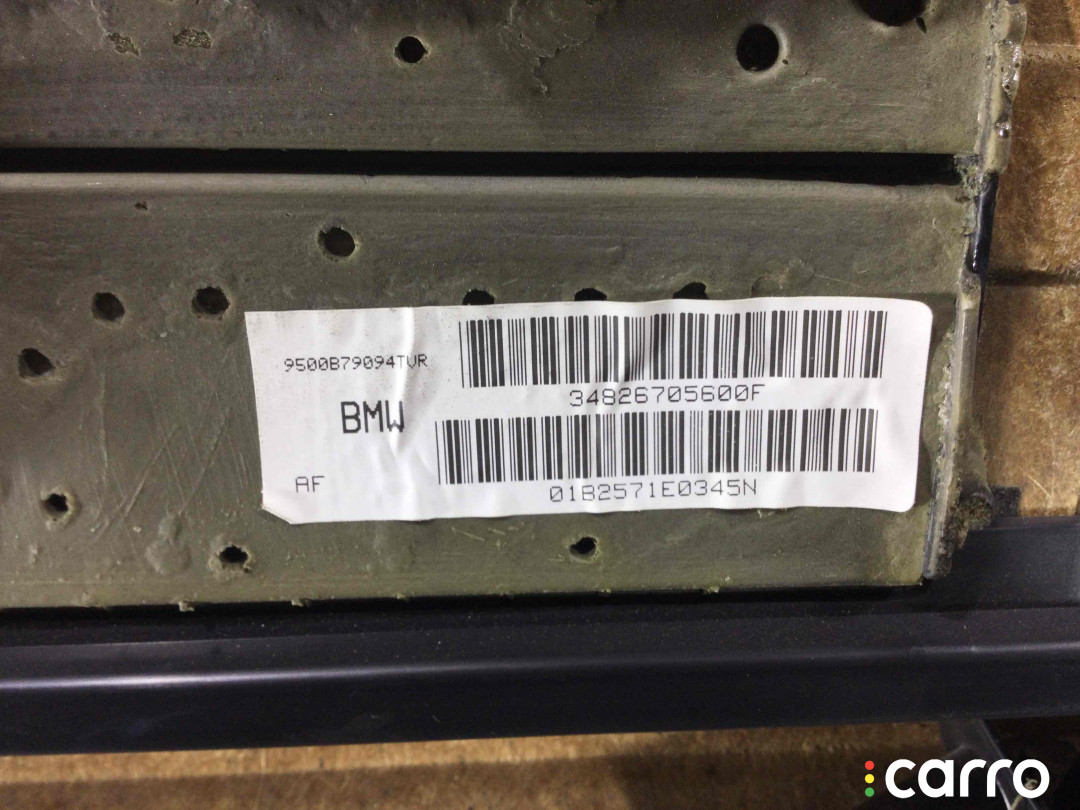 9500B79094TVR
34826705600F
BMW
AF
01B2571E0345N
carro